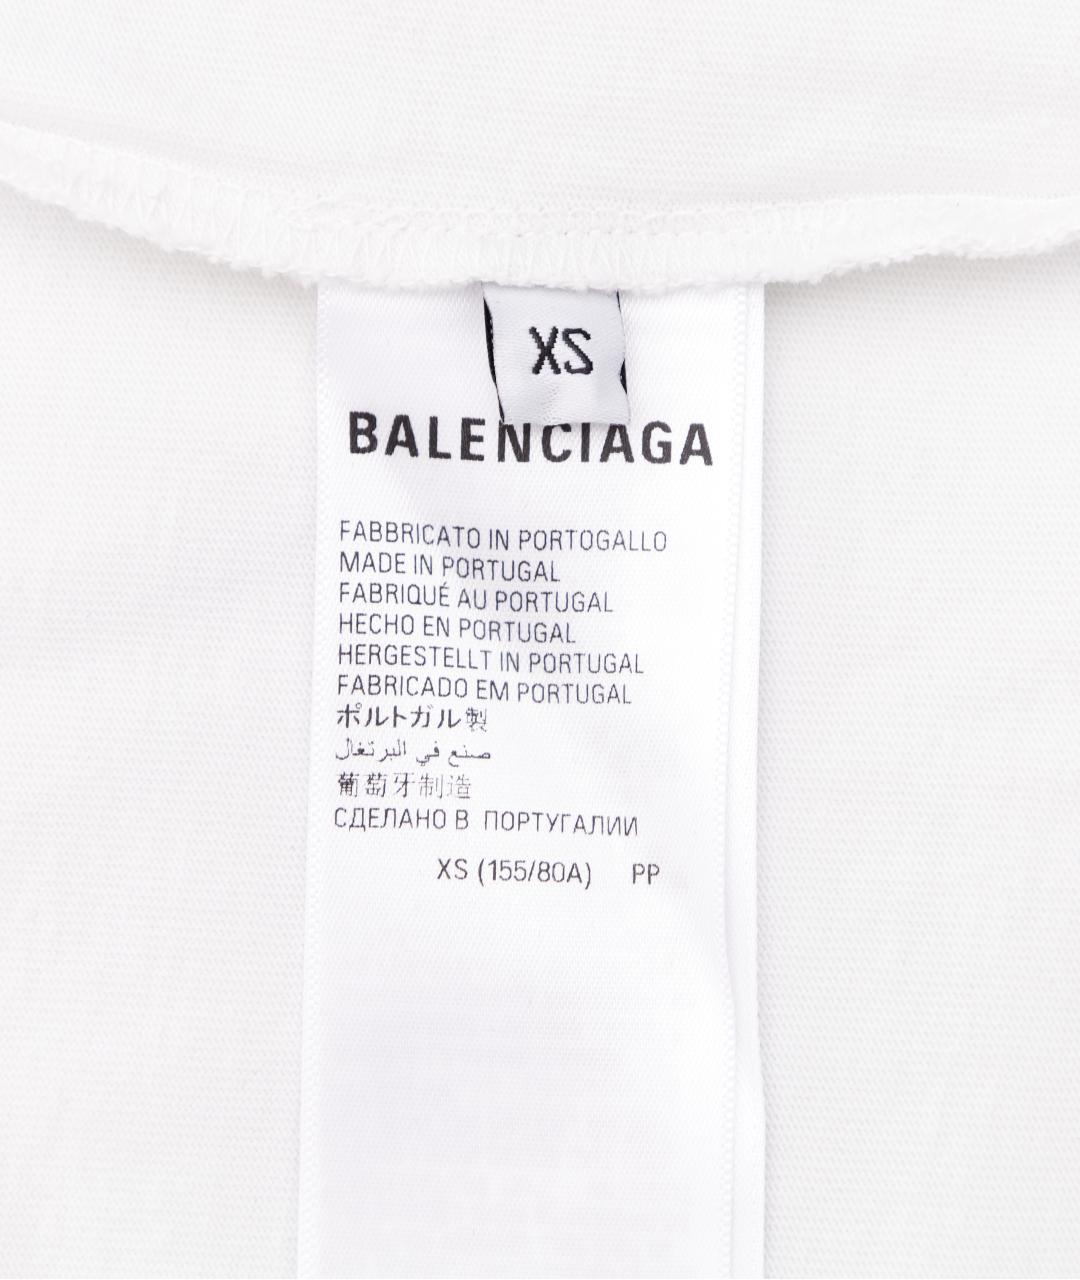 XS
BALENCIAGA
FABBRICATO IN PORTOGALLO
MADE IN PORTUGAL
FABRIQUÉ AU PORTUGAL
HECHO EN PORTUGAL
HERGESTELLT IN PORTUGAL
FABRICADO EM PORTUGAL
ポルトガル製
صنع في البرتغال
葡萄牙制造
СДЕЛАНО В ПОРТУГАЛИИ
XS (155/80A) PP